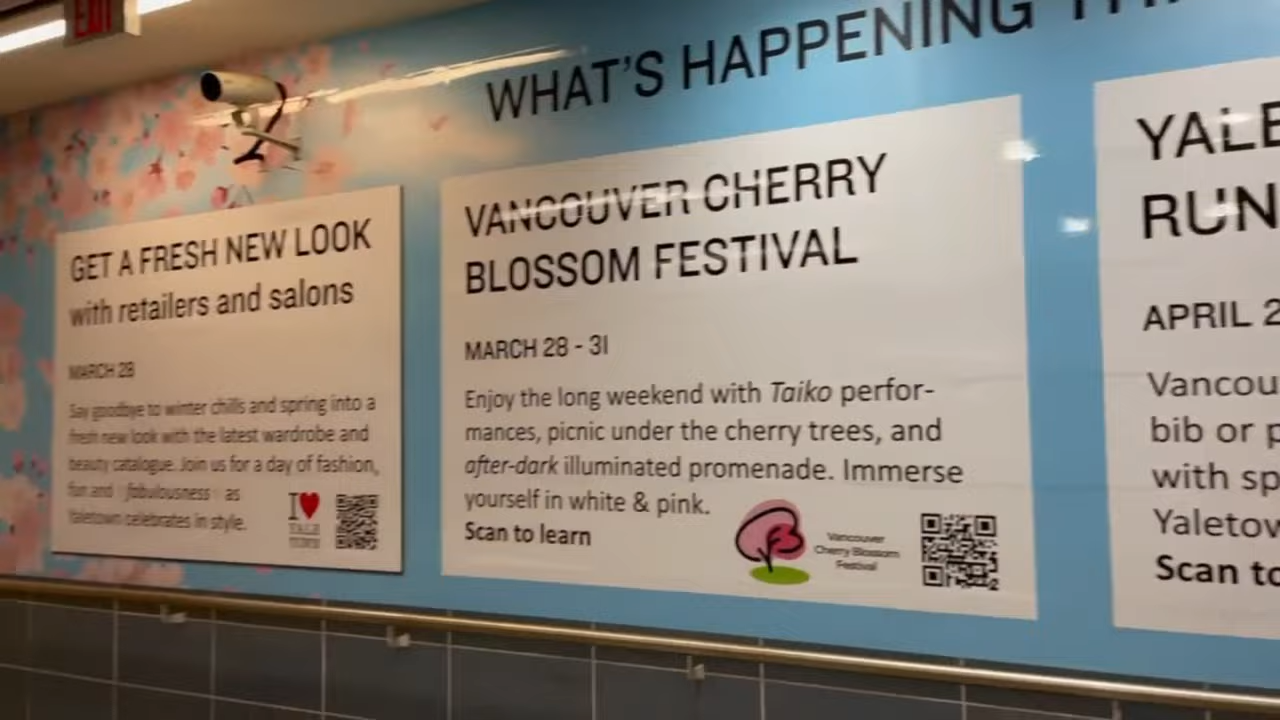 EXIT
WHAT'S HAPPENING
GET A FRESH NEW LOOK
with retailers and salons
MARCH 28
Say goodbye to winter chills and spring into a
fresh new look with the latest wardrobe and
beauty catalogue. Join us for a day of fashion,
fun and fabulousness as
Yaletown celebrates in style.
I ♥
YALE
TOWN
VANCOUVER CHERRY
BLOSSOM FESTIVAL
MARCH 28 - 31
Enjoy the long weekend with Taiko perfor-
mances, picnic under the cherry trees, and
after-dark illuminated promenade. Immerse
yourself in white & pink.
Scan to learn
Vancouver
Cherry Blossom
Festival
YALE
RUN
APRIL 2
Vancou
bib or p
with sp
Yaletow
Scan to